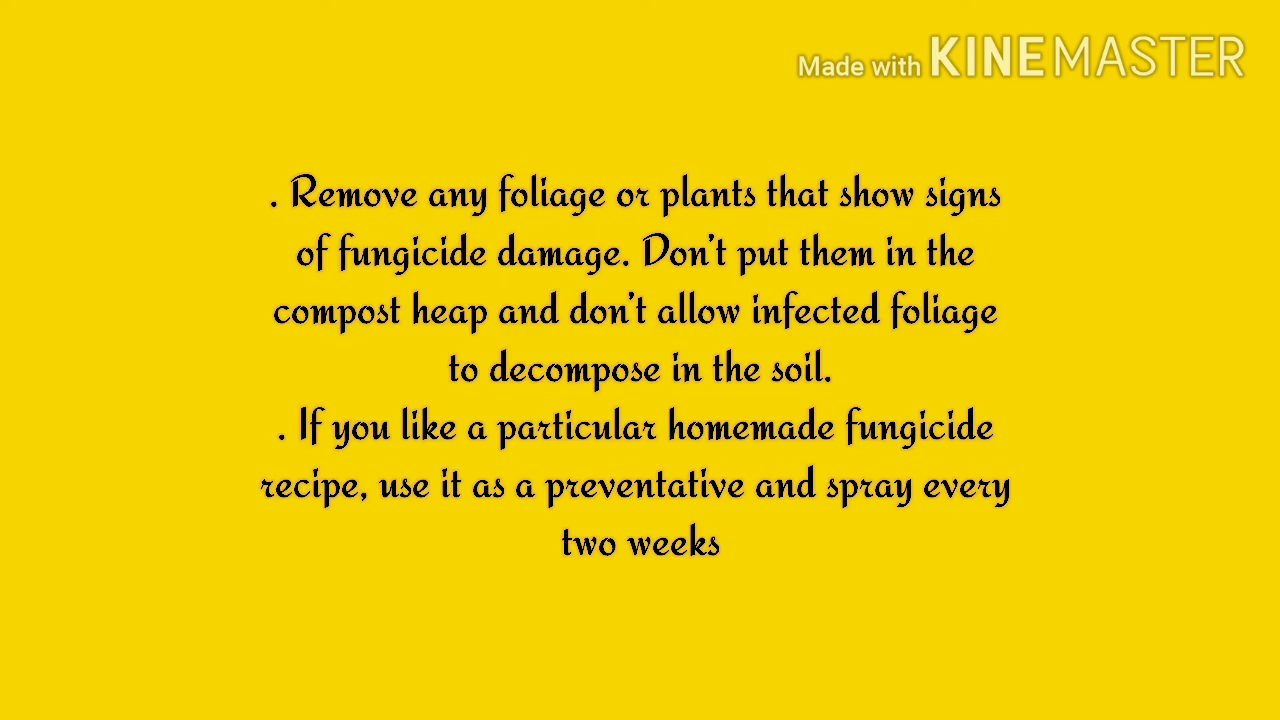 Made with KINEMASTER
. Remove any foliage or plants that show signs
of fungicide damage. Don't put them in the
compost heap and don't allow infected foliage
to decompose in the soil.
. If you like a particular homemade fungicide
recipe, use it as a preventative and spray every
two weeks